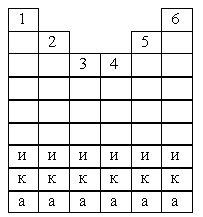 1 6
2 5
3 4
и и и и и и
к к к к к к
а а а а а а